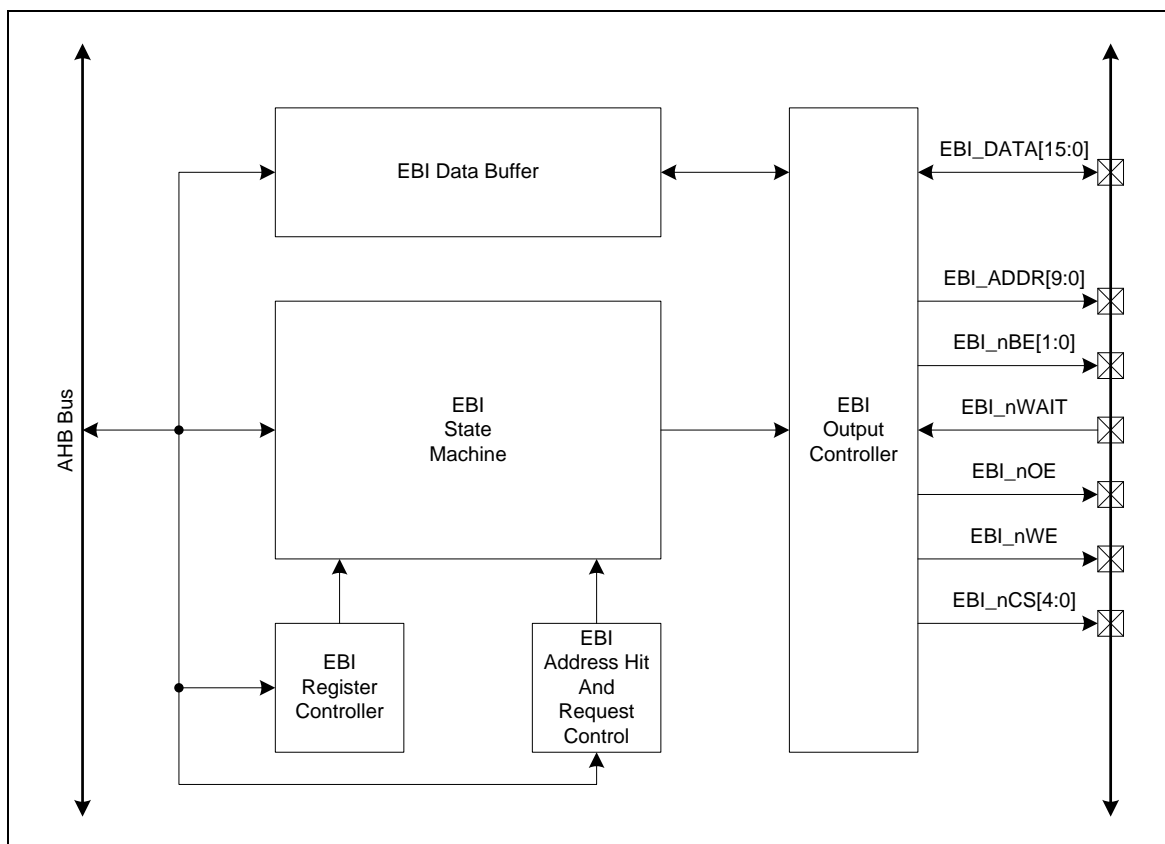 AHB Bus
EBI Data Buffer
EBI
State
Machine
EBI
Register
Controller
EBI
Address Hit
And
Request
Control
EBI
Output
Controller
EBI_DATA[15:0]
EBI_ADDR[9:0]
EBI_nBE[1:0]
EBI_nWAIT
EBI_nOE
EBI_nWE
EBI_nCS[4:0]